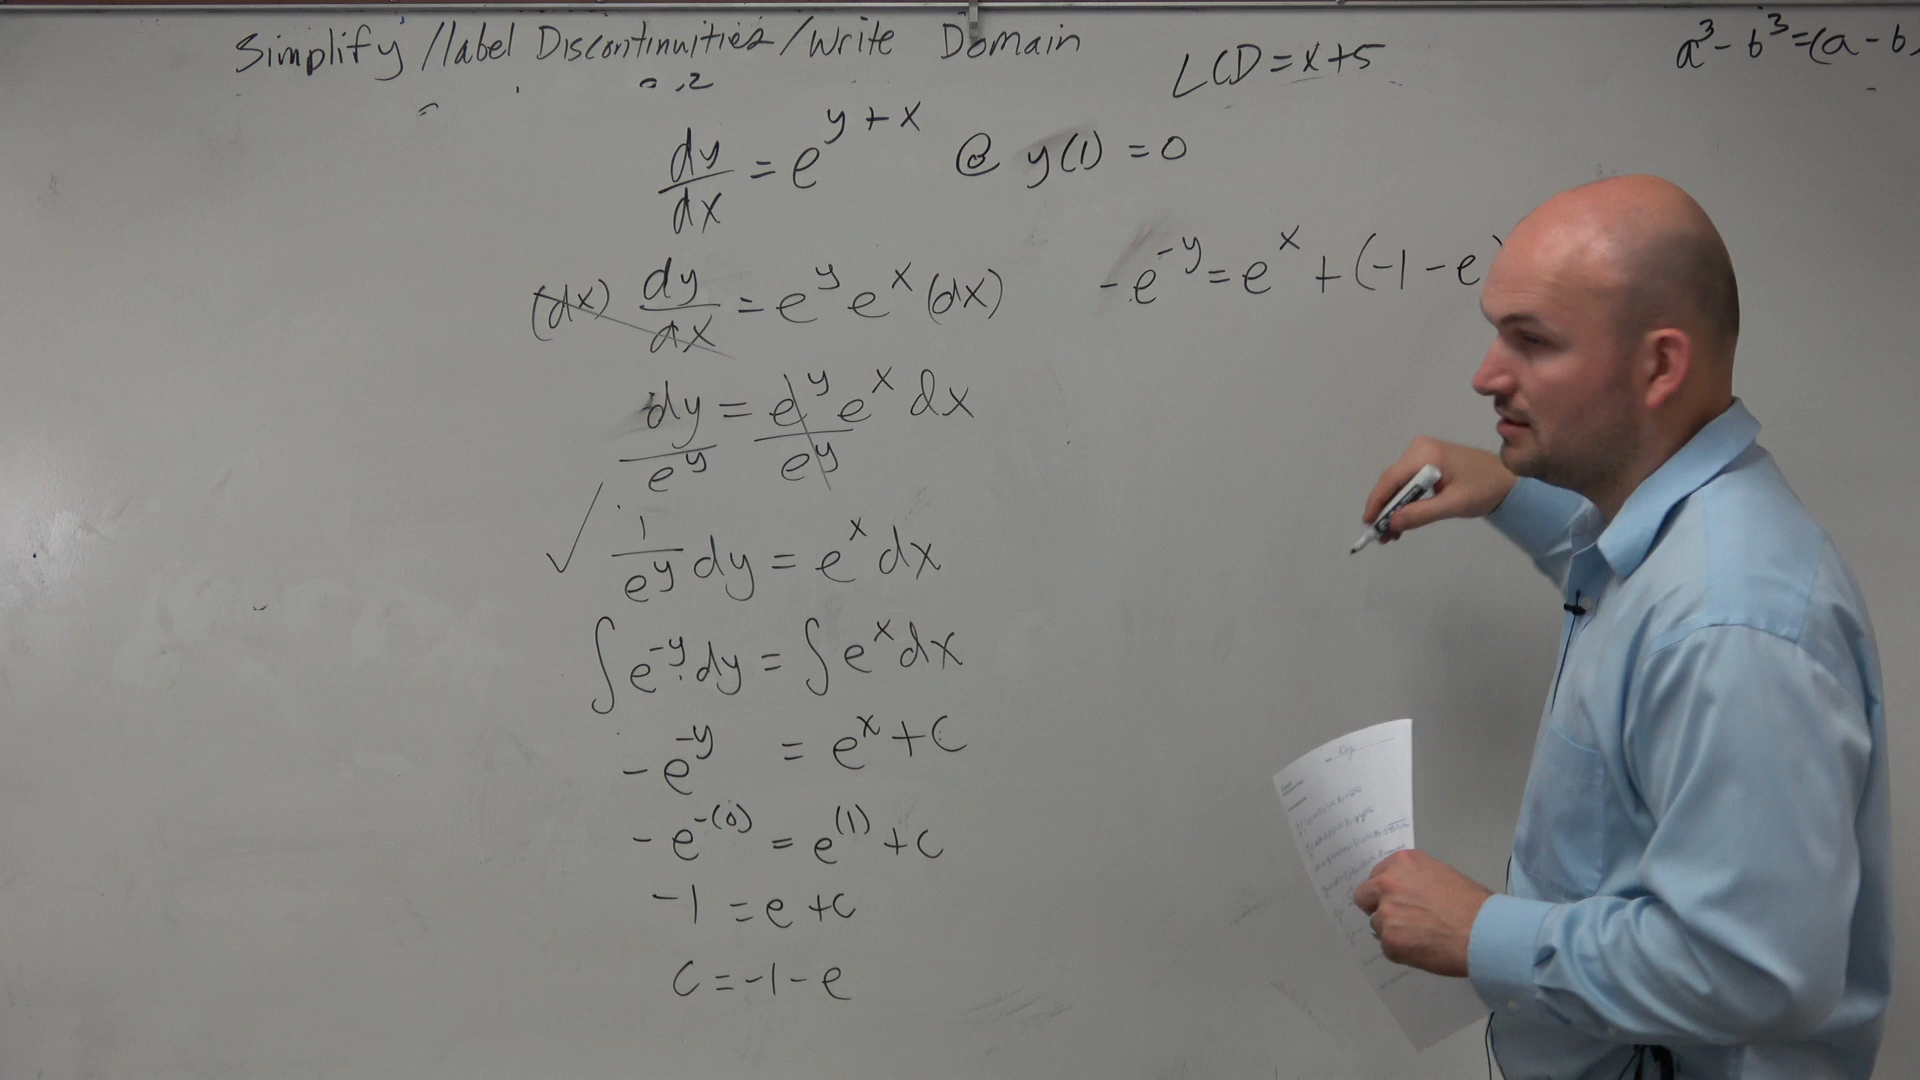 Simplify/label Discontinuities/Write Domain
LCD = x+5
a³-b³=(a-b
dy/dx = e^(y+x) @ y(1) = 0
(dx) dy/dx = e^y e^x (dx)
-e^(-y) = e^x + (-1-e)
dy/e^y = e^y e^x dx/e^y
✓ 1/e^y dy = e^x dx
∫e^(-y) dy = ∫e^x dx
-e^(-y) = e^x + C
-e^(-(0)) = e^(1) + C
-1 = e + C
C = -1 - e
Key